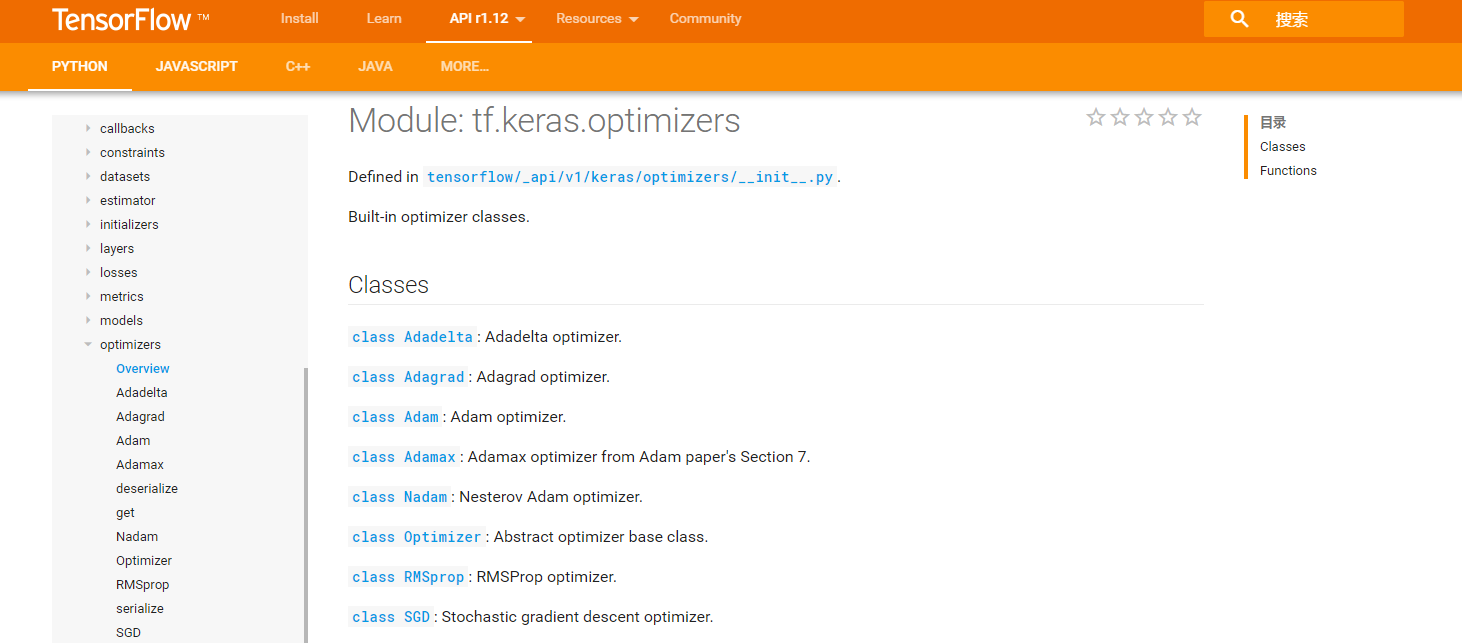 TensorFlow ™ Install Learn API r1.12 Resources Community 搜索
PYTHON JAVASCRIPT C++ JAVA MORE…
callbacks
constraints
datasets
estimator
initializers
layers
losses
metrics
models
optimizers
Overview
Adadelta
Adagrad
Adam
Adamax
deserialize
get
Nadam
Optimizer
RMSprop
serialize
SGD
Module: tf.keras.optimizers
Defined in tensorflow/_api/v1/keras/optimizers/__init__.py.
Built-in optimizer classes.
Classes
class Adadelta: Adadelta optimizer.
class Adagrad: Adagrad optimizer.
class Adam: Adam optimizer.
class Adamax: Adamax optimizer from Adam paper's Section 7.
class Nadam: Nesterov Adam optimizer.
class Optimizer: Abstract optimizer base class.
class RMSprop: RMSProp optimizer.
class SGD: Stochastic gradient descent optimizer.
目录
Classes
Functions